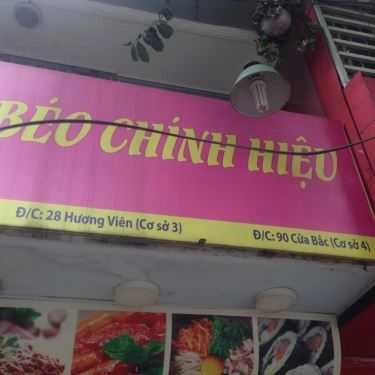 BÉO CHÍNH HIỆU
Đ/C: 28 Hương Viên (Cơ sở 3)
Đ/C: 90 Cửa Bắc (Cơ sở 4)